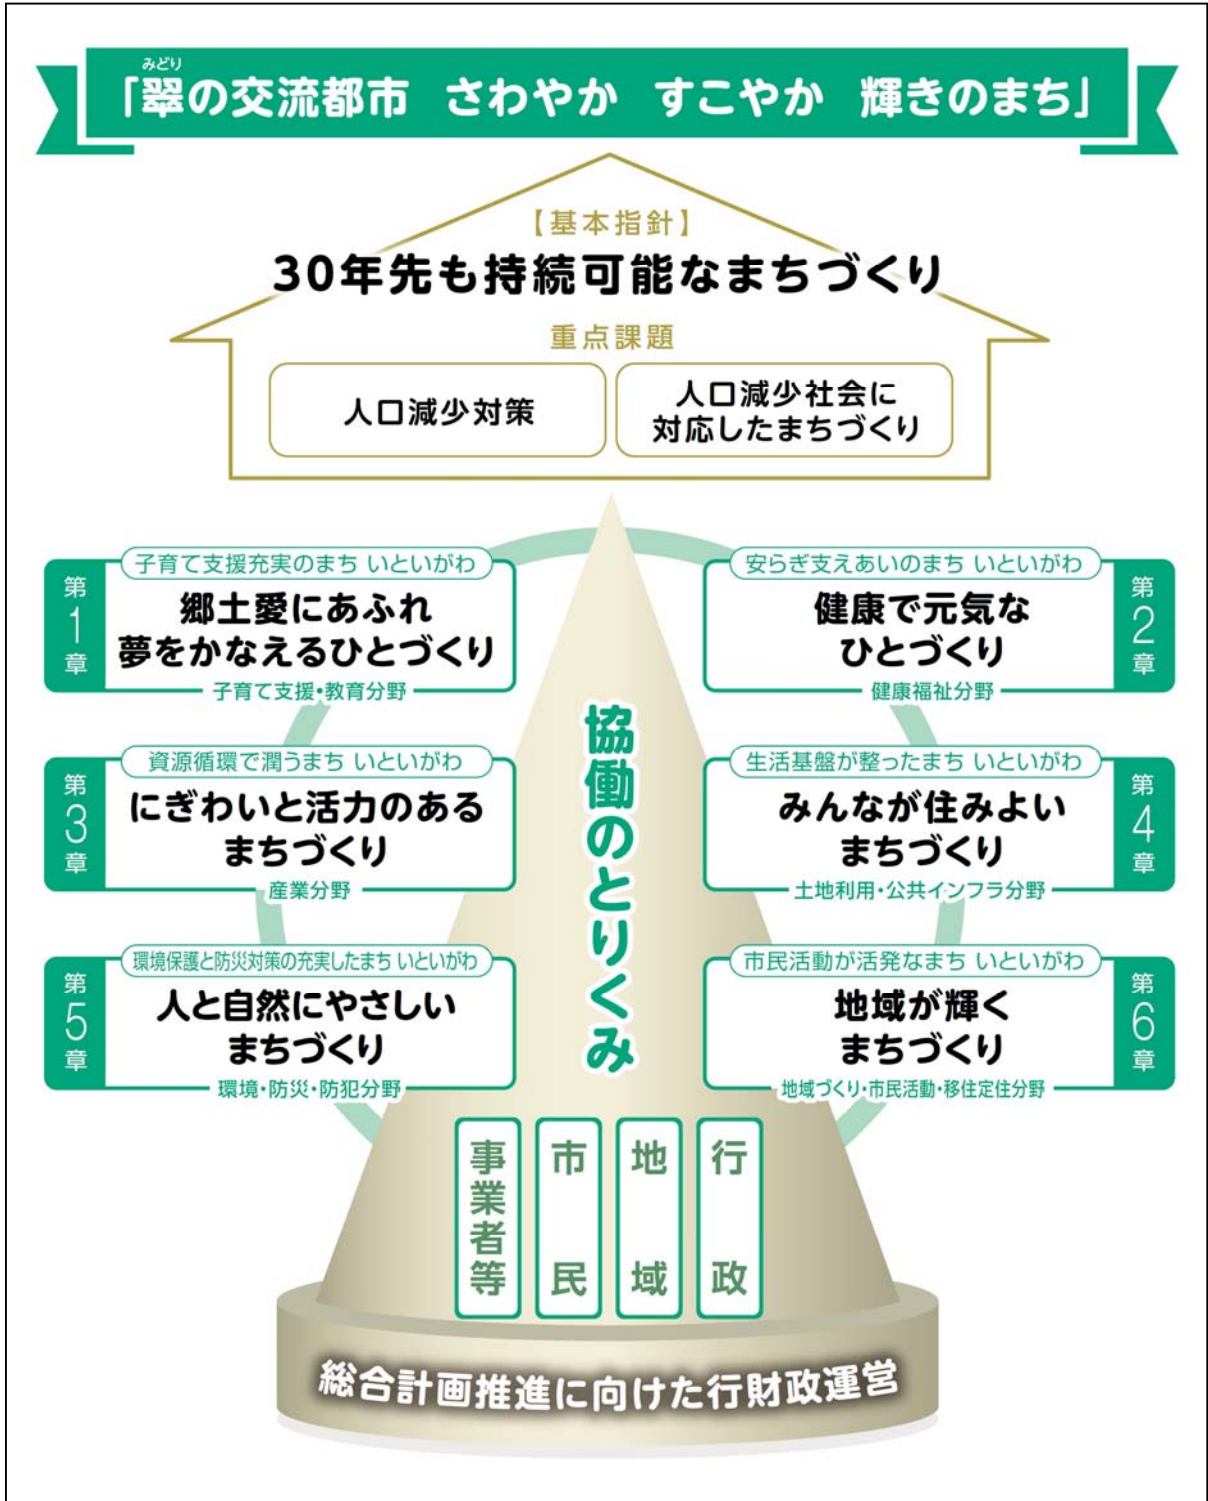 みどり
「翠の交流都市 さわやか すこやか 輝きのまち」
【基本指針】
30年先も持続可能なまちづくり
重点課題
人口減少対策
人口減少社会に
対応したまちづくり
第1章
子育て支援充実のまち いといがわ
郷土愛にあふれ
夢をかなえるひとづくり
子育て支援・教育分野
第2章
安らぎ支えあいのまち いといがわ
健康で元気な
ひとづくり
健康福祉分野
第3章
資源循環で潤うまち いといがわ
にぎわいと活力のある
まちづくり
産業分野
第4章
生活基盤が整ったまち いといがわ
みんなが住みよい
まちづくり
土地利用・公共インフラ分野
第5章
環境保護と防災対策の充実したまち いといがわ
人と自然にやさしい
まちづくり
環境・防災・防犯分野
第6章
市民活動が活発なまち いといがわ
地域が輝く
まちづくり
地域づくり・市民活動・移住定住分野
協働のとりくみ
事業者等
市民
地域
行政
総合計画推進に向けた行財政運営